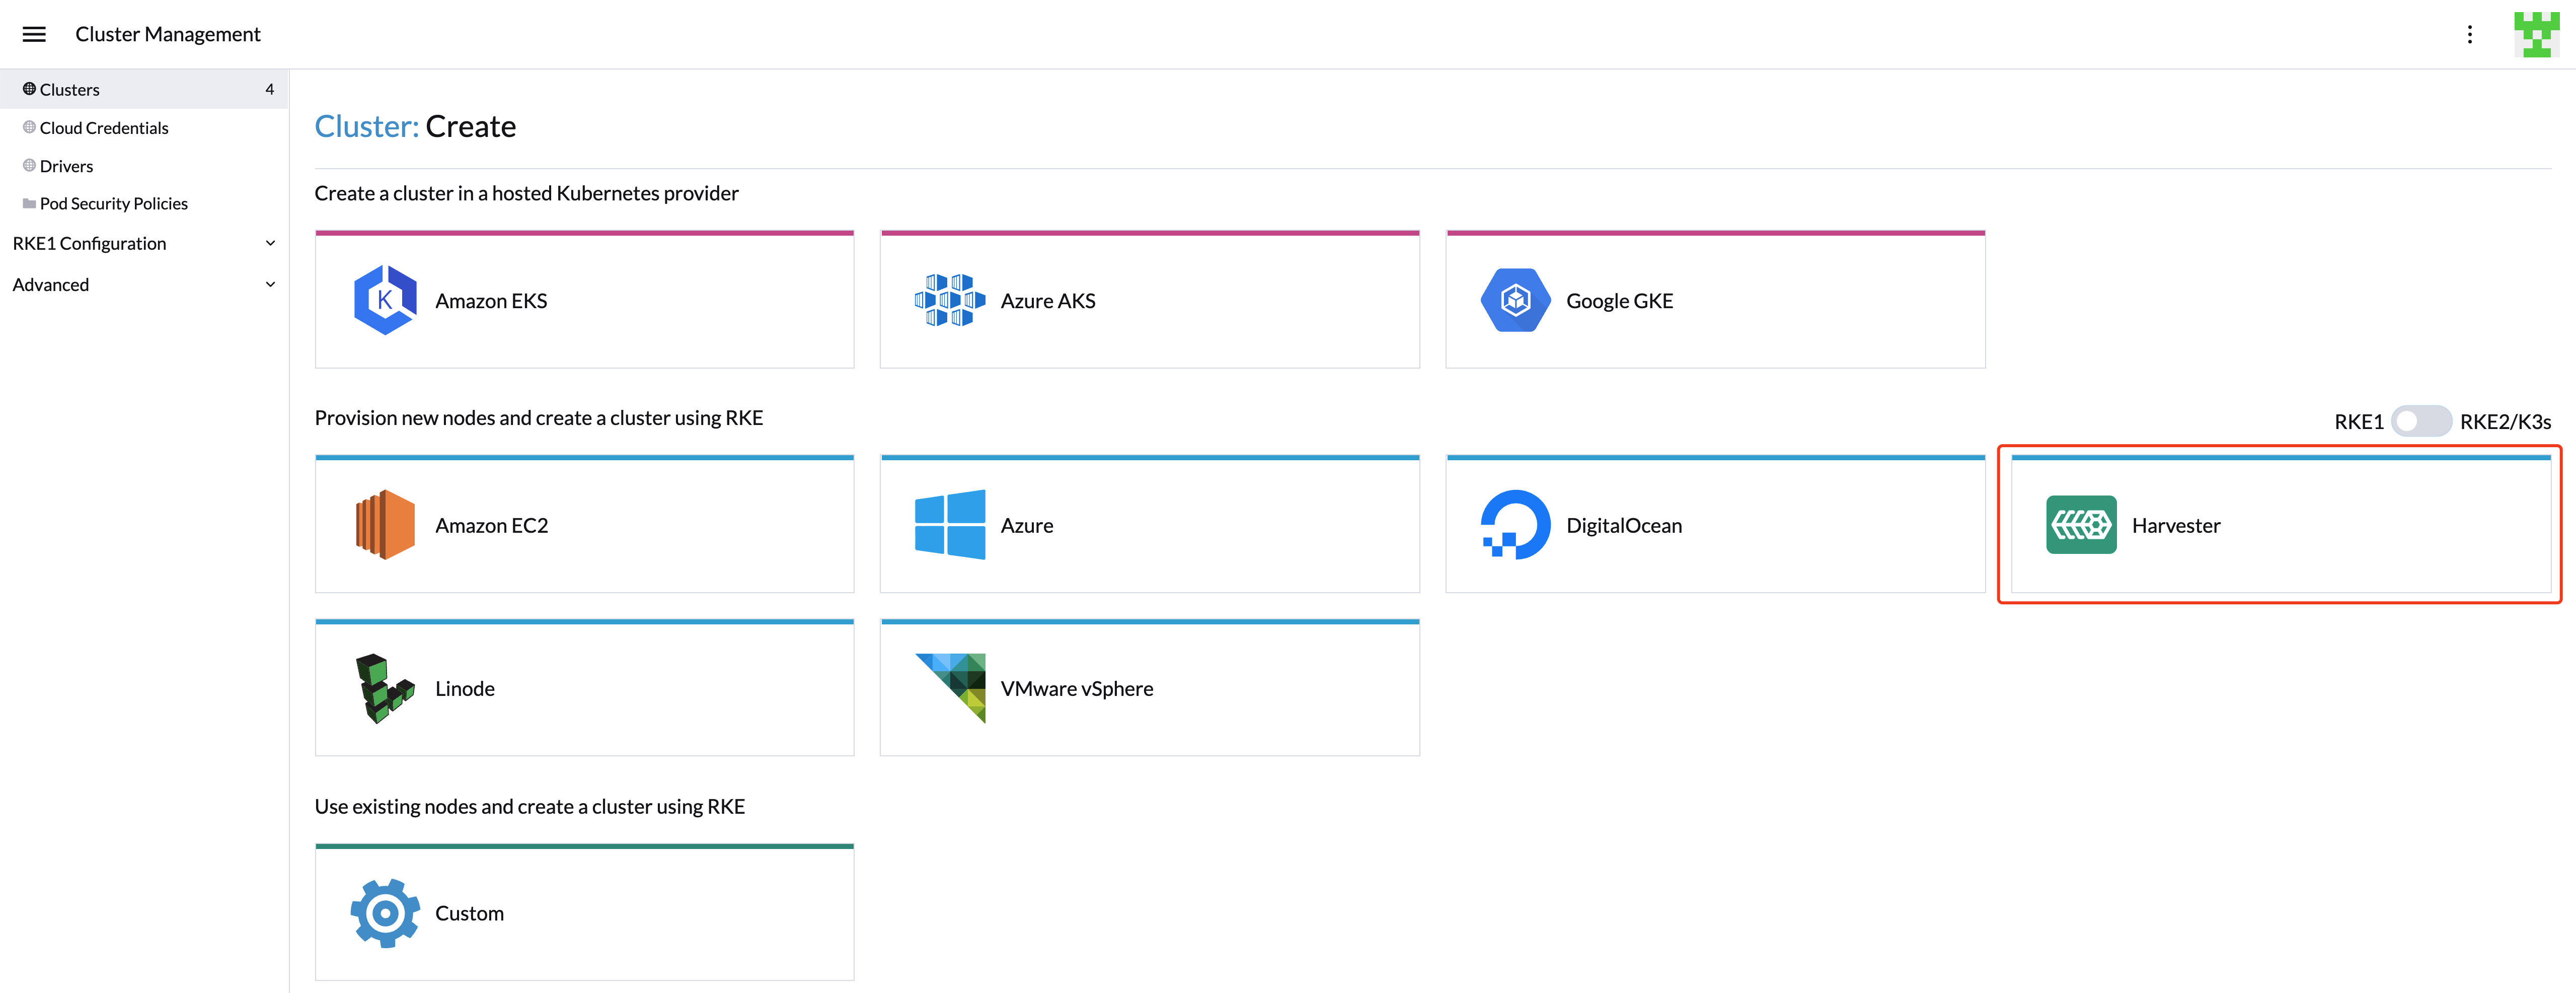 Cluster Management
Clusters 4
Cloud Credentials
Drivers
Pod Security Policies
RKE1 Configuration
Advanced
Cluster: Create
Create a cluster in a hosted Kubernetes provider
K
Amazon EKS
Azure AKS
Google GKE
Provision new nodes and create a cluster using RKE
RKE1 RKE2/K3s
Amazon EC2
Azure
DigitalOcean
Harvester
Linode
VMware vSphere
Use existing nodes and create a cluster using RKE
Custom